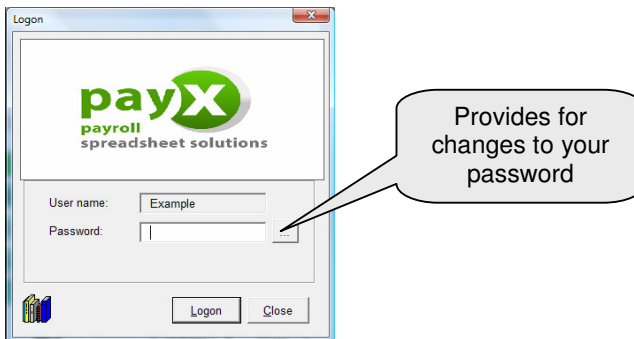 Logon
payX
payroll
spreadsheet solutions
User name: Example
Password: ...
Logon Close
Provides for
changes to your
password